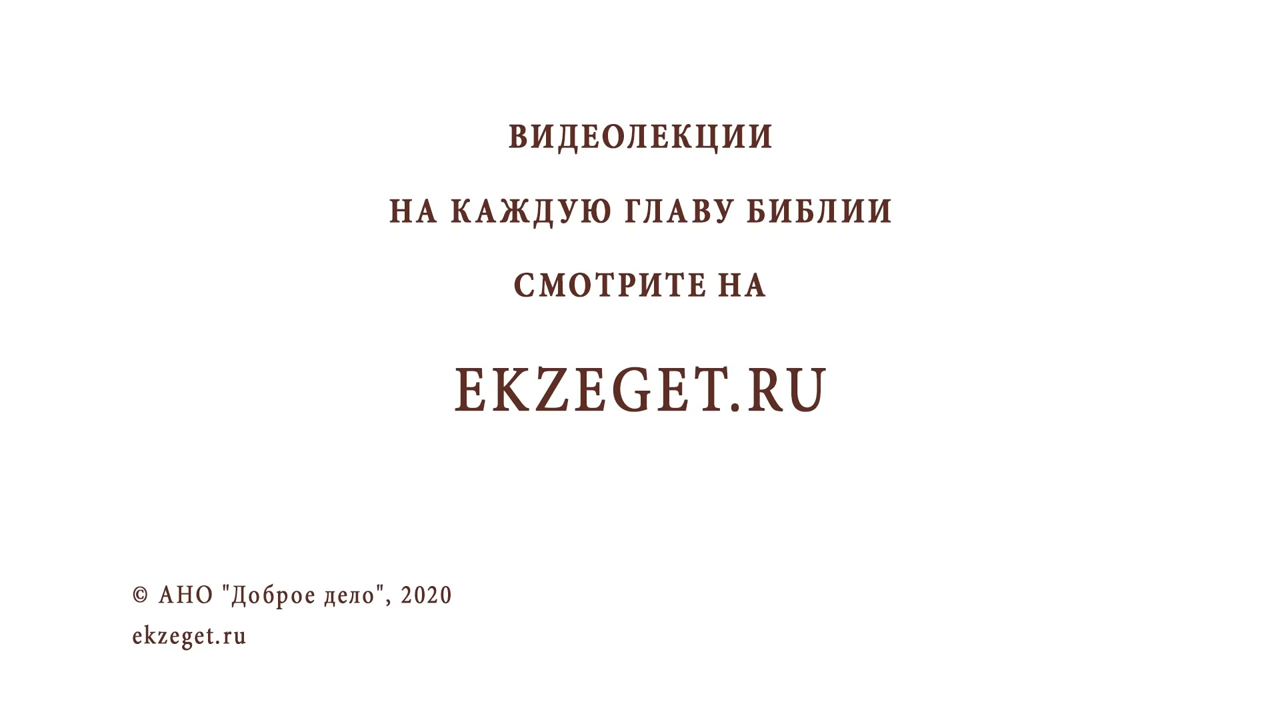 ВИДЕОЛЕКЦИИ
НА КАЖДУЮ ГЛАВУ БИБЛИИ
СМОТРИТЕ НА
EKZEGET.RU
© АНО "Доброе дело", 2020
ekzeget.ru